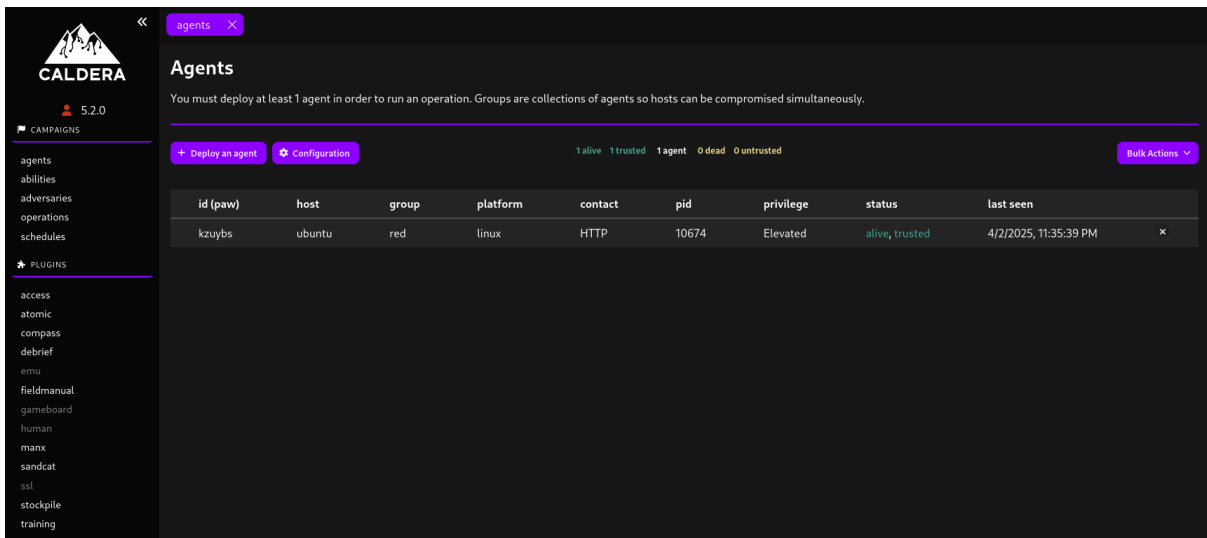 agents
CALDERA
5.2.0
CAMPAIGNS
agents
abilities
adversaries
operations
schedules
PLUGINS
access
atomic
compass
debrief
emu
fieldmanual
gameboard
human
manx
sandcat
ssl
stockpile
training
Agents
You must deploy at least 1 agent in order to run an operation. Groups are collections of agents so hosts can be compromised simultaneously.
+ Deploy an agent Configuration 1 alive 1 trusted 1 agent 0 dead 0 untrusted Bulk Actions
id (paw) host group platform contact pid privilege status last seen
kzuybs ubuntu red linux HTTP 10674 Elevated alive, trusted 4/2/2025, 11:35:39 PM